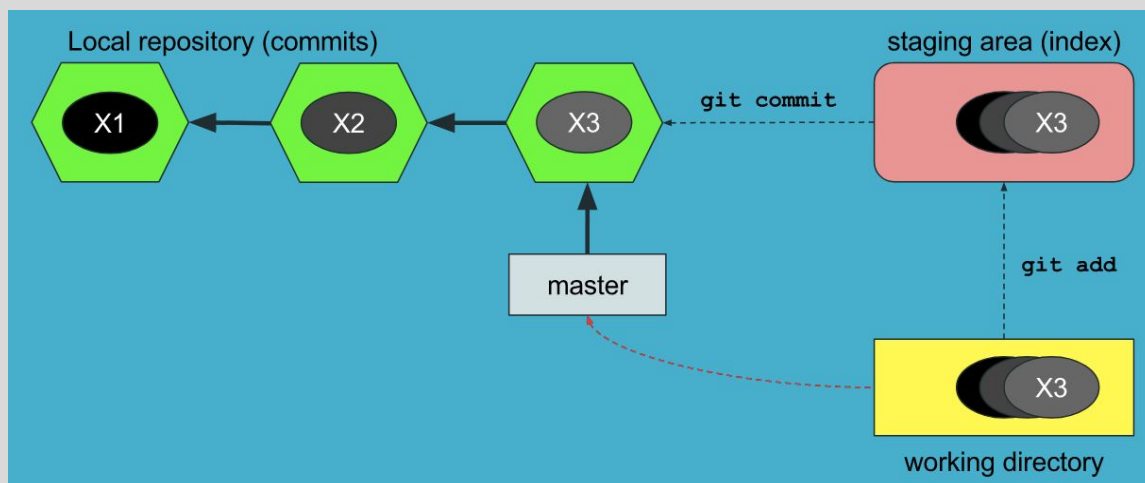 Local repository (commits)
staging area (index)
X1
X2
X3
git commit
X3
git add
master
X3
working directory